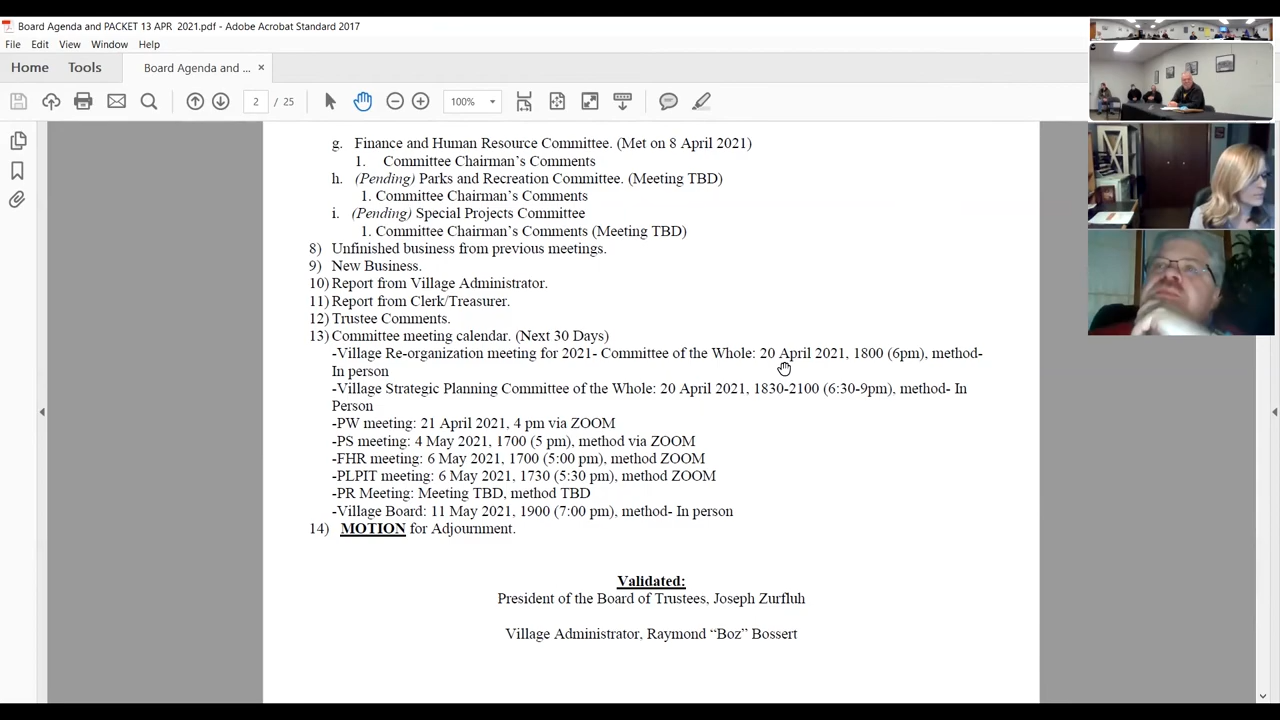 Board Agenda and PACKET 13 APR 2021.pdf - Adobe Acrobat Standard 2017
File Edit View Window Help
Home Tools Board Agenda and ... ×
2 / 25 100%
g. Finance and Human Resource Committee. (Met on 8 April 2021)
1. Committee Chairman's Comments
h. (Pending) Parks and Recreation Committee. (Meeting TBD)
1. Committee Chairman's Comments
i. (Pending) Special Projects Committee
1. Committee Chairman's Comments (Meeting TBD)
8) Unfinished business from previous meetings.
9) New Business.
10) Report from Village Administrator.
11) Report from Clerk/Treasurer.
12) Trustee Comments.
13) Committee meeting calendar. (Next 30 Days)
-Village Re-organization meeting for 2021- Committee of the Whole: 20 April 2021, 1800 (6pm), method-
In person
-Village Strategic Planning Committee of the Whole: 20 April 2021, 1830-2100 (6:30-9pm), method- In
Person
-PW meeting: 21 April 2021, 4 pm via ZOOM
-PS meeting: 4 May 2021, 1700 (5 pm), method via ZOOM
-FHR meeting: 6 May 2021, 1700 (5:00 pm), method ZOOM
-PLPIT meeting: 6 May 2021, 1730 (5:30 pm), method ZOOM
-PR Meeting: Meeting TBD, method TBD
-Village Board: 11 May 2021, 1900 (7:00 pm), method- In person
14) MOTION for Adjournment.
Validated:
President of the Board of Trustees, Joseph Zurfluh
Village Administrator, Raymond “Boz” Bossert